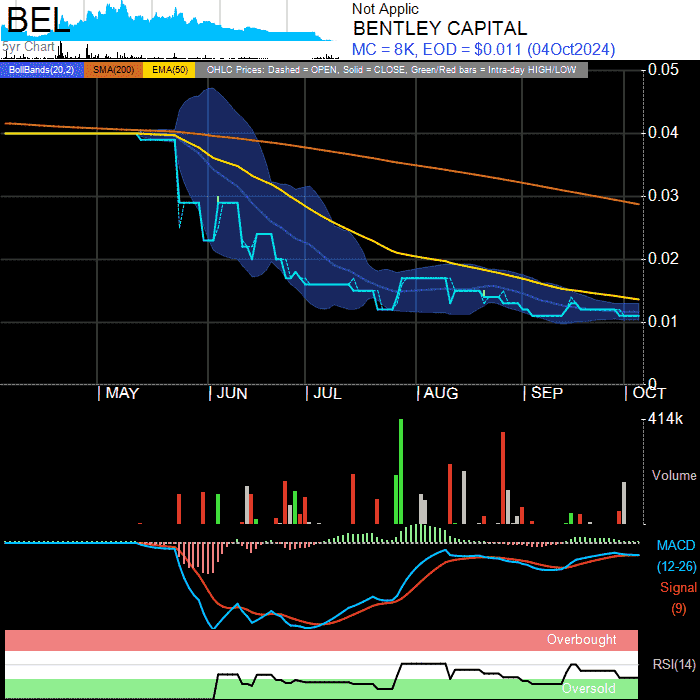 BEL
5yr Chart
Not Applic
BENTLEY CAPITAL
MC = 8K, EOD = $0.011 (04Oct2024)
BollBands(20,2) SMA(200) EMA(50) OHLC Prices: Dashed = OPEN, Solid = CLOSE, Green/Red bars = Intra-day HIGH/LOW
0.05
0.04
0.03
0.02
0.01
0
| MAY | JUN | JUL | AUG | SEP | OCT
414k
Volume
MACD
(12-26)
Signal
(9)
Overbought
RSI(14)
Oversold